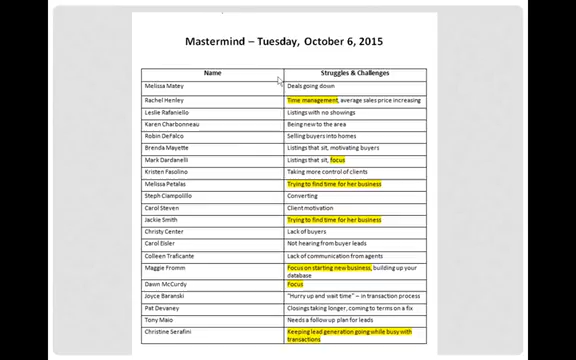 Mastermind – Tuesday, October 6, 2015
Name Struggles & Challenges
Melissa Matey Deals going down
Rachel Henley Time management, average sales price increasing
Leslie Rafaniello Listings with no showings
Karen Charbonneau Being new to the area
Robin DeFalco Selling buyers into homes
Brenda Mayette Listings that sit, motivating buyers
Mark Dardanelli Listings that sit, focus
Kristen Fasolino Taking more control of clients
Melissa Petalas Trying to find time for her business
Steph Ciampolillo Converting
Carol Steven Client motivation
Jackie Smith Trying to find time for her business
Christy Center Lack of buyers
Carol Eisler Not hearing from buyer leads
Colleen Traficante Lack of communication from agents
Maggie Fromm Focus on starting new business, building up your
database
Dawn McCurdy Focus
Joyce Baranski "Hurry up and wait time" – in transaction process
Pat Devaney Closings taking longer, coming to terms on a fix
Tony Maio Needs a follow up plan for leads
Christine Serafini Keeping lead generation going while busy with
transactions